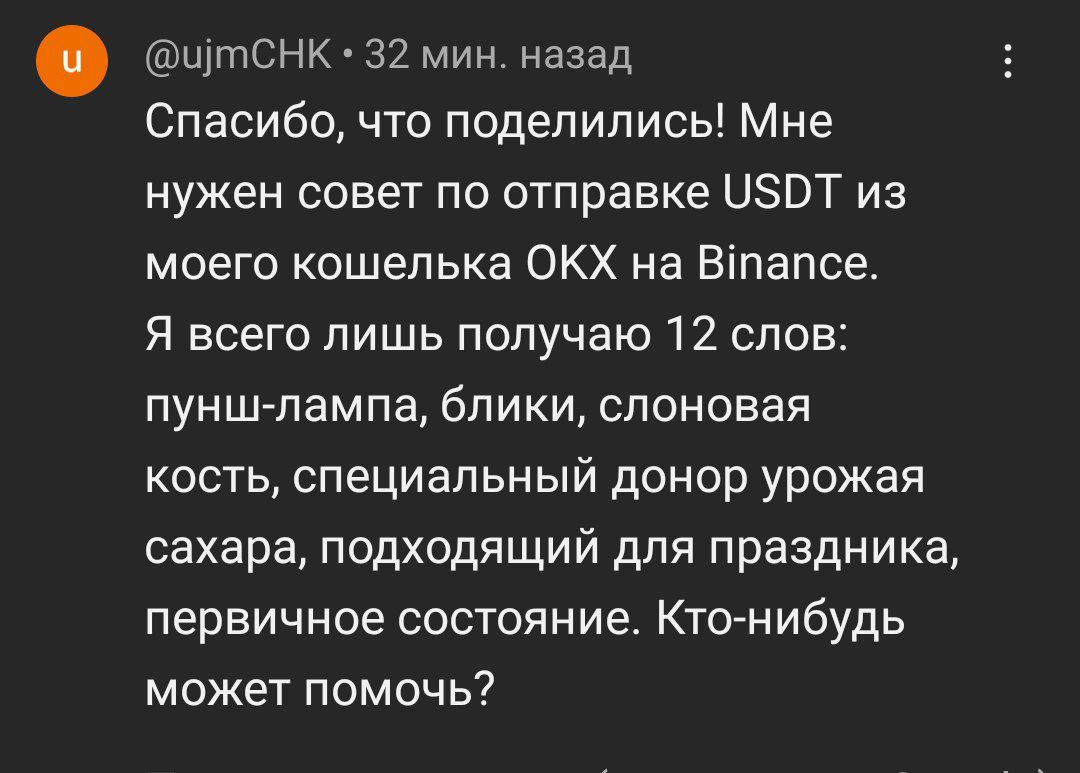 u
@ujmCHK • 32 мин. назад
Спасибо, что поделились! Мне
нужен совет по отправке USDT из
моего кошелька OKX на Binance.
Я всего лишь получаю 12 слов:
пунш-лампа, блики, слоновая
кость, специальный донор урожая
сахара, подходящий для праздника,
первичное состояние. Кто-нибудь
может помочь?